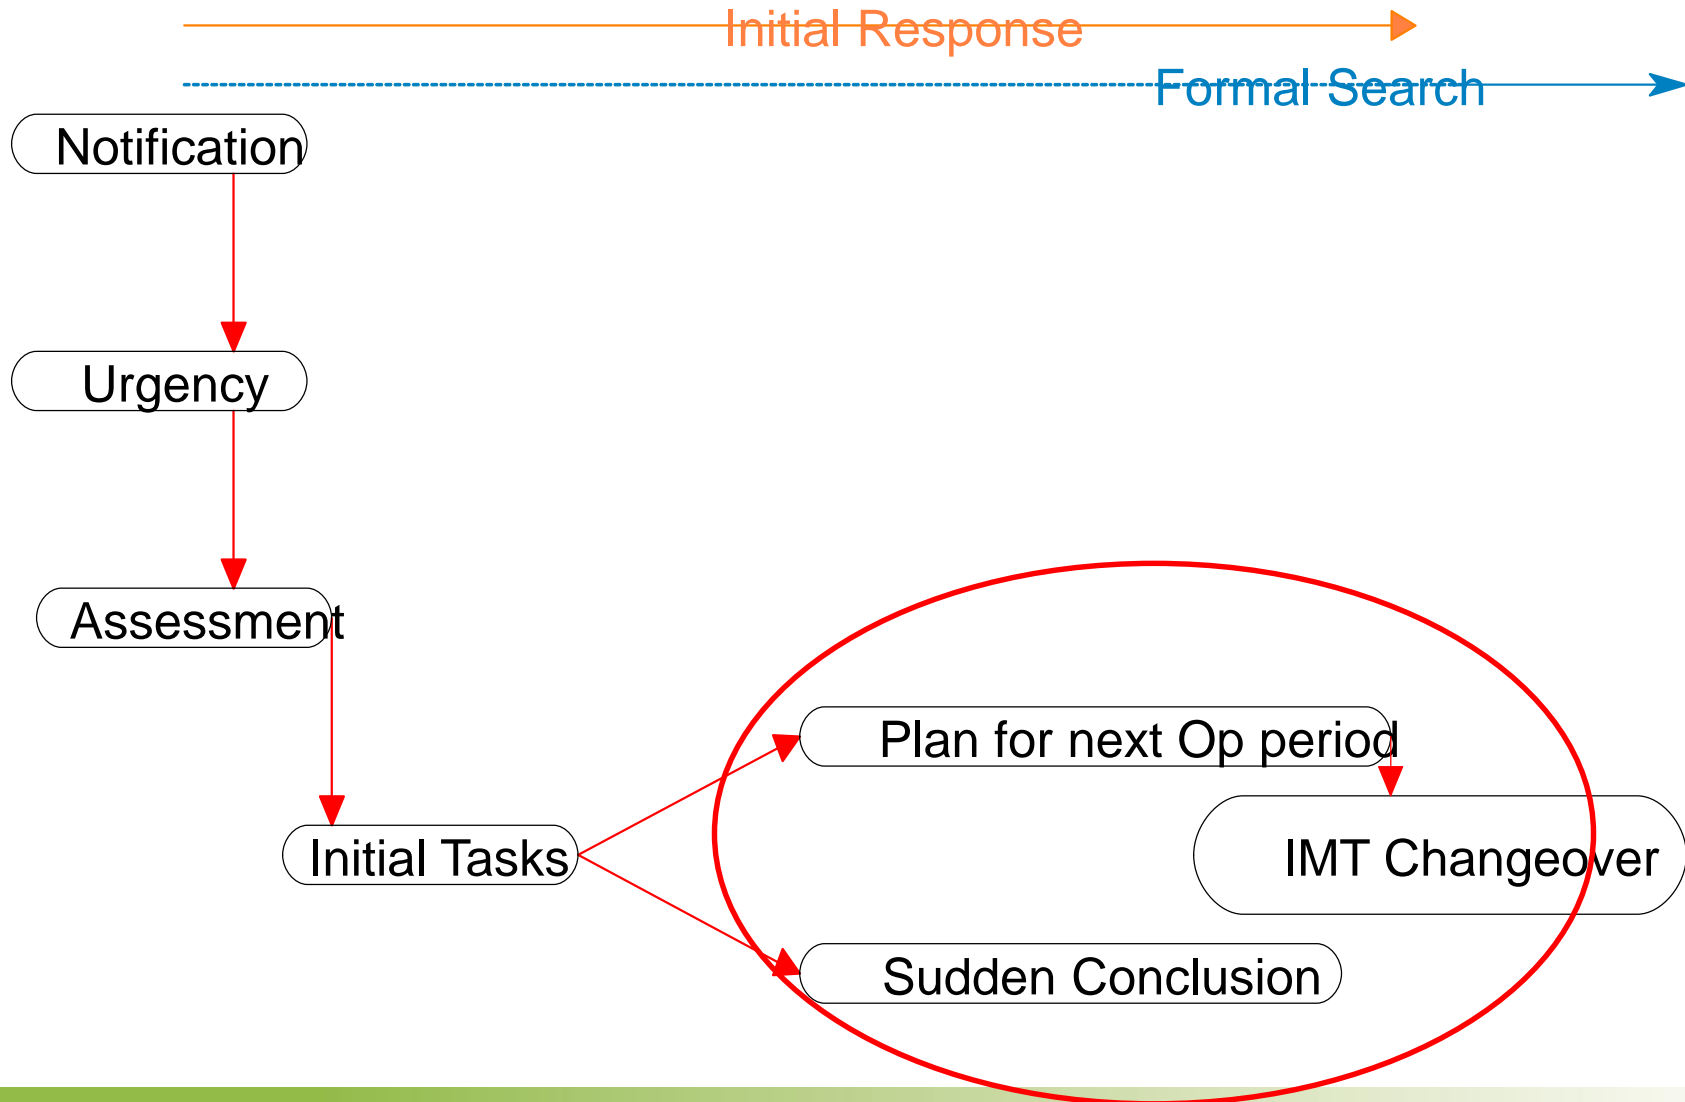 Initial Response
Formal Search
Notification
Urgency
Assessment
Plan for next Op period
Initial Tasks
IMT Changeover
Sudden Conclusion